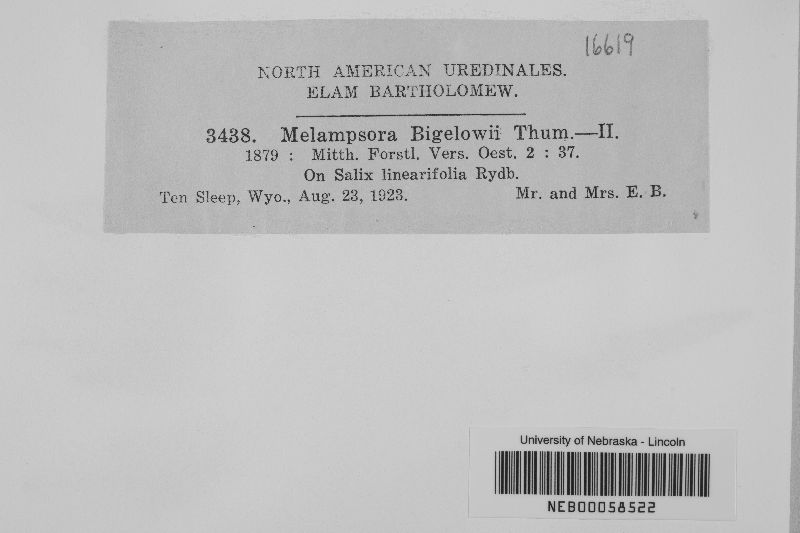 16619
NORTH AMERICAN UREDINALES.
ELAM BARTHOLOMEW.
3438. Melampsora Bigelowii Thum.—II.
1879 : Mitth. Forstl. Vers. Oest. 2 : 37.
On Salix linearifolia Rydb.
Ten Sleep, Wyo., Aug. 23, 1923. Mr. and Mrs. E. B.
University of Nebraska - Lincoln
NEB00058522